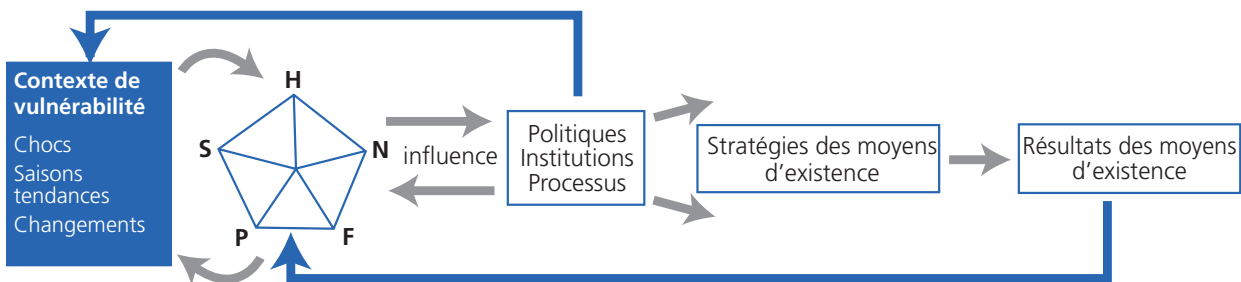 Contexte de
vulnérabilité
Chocs
Saisons
tendances
Changements
H
S
N
P
F
influence
Politiques
Institutions
Processus
Stratégies des moyens
d'existence
Résultats des moyens
d'existence